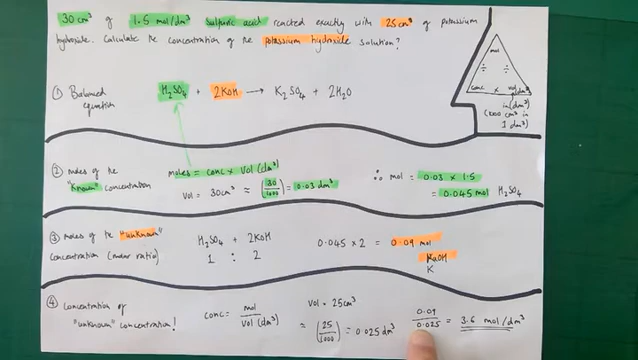 30 cm³ of 1.5 mol/dm³ sulfuric acid reacted exactly with 25cm³ of potassium
hydroxide. Calculate the concentration of the potassium hydroxide solution?
mol
÷ ÷
conc x vol
in(dm³)
(1000 cm³ in
1 dm³)
① Balanced
equation
H₂SO₄ + 2KOH → K₂SO₄ + 2H₂O
② moles of the
"known" concentration
moles = conc x vol (dm³)
vol = 30cm³ = (30/1000) = 0.03 dm³
∴ mol = 0.03 x 1.5
= 0.045 mol H₂SO₄
③ moles of the "unknown"
concentration (molar ratio)
H₂SO₄ + 2KOH
1 : 2
0.045 x 2 = 0.09 mol
NaOH
K
④ concentration of
"unknown" concentration!
conc = mol/vol (dm³)
vol = 25cm³
= (25/1000) = 0.025 dm³
0.09/0.025 = 3.6 mol/dm³